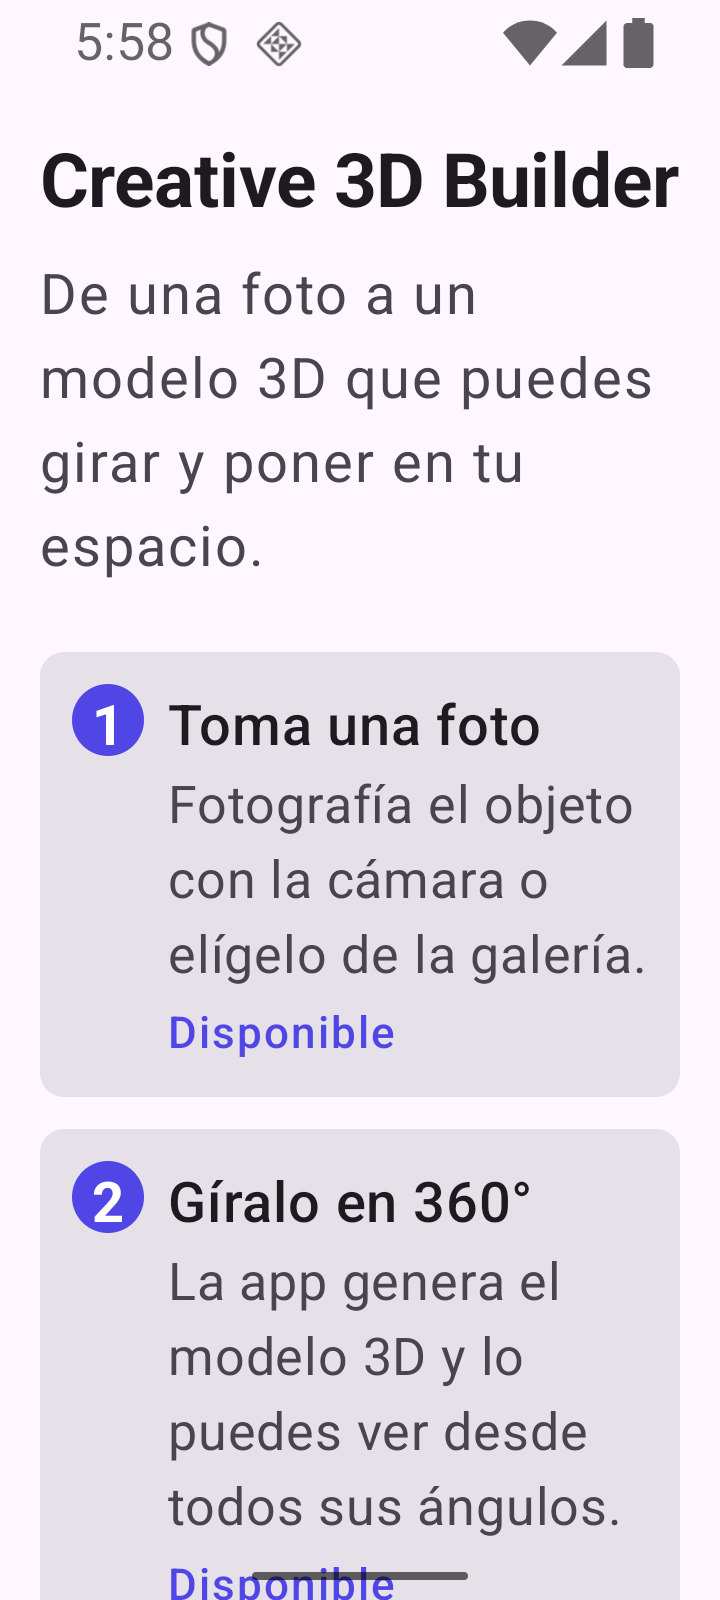 5:58
Creative 3D Builder
De una foto a un
modelo 3D que puedes
girar y poner en tu
espacio.
1 Toma una foto
Fotografía el objeto
con la cámara o
elígelo de la galería.
Disponible
2 Gíralo en 360°
La app genera el
modelo 3D y lo
puedes ver desde
todos sus ángulos.
Disponible